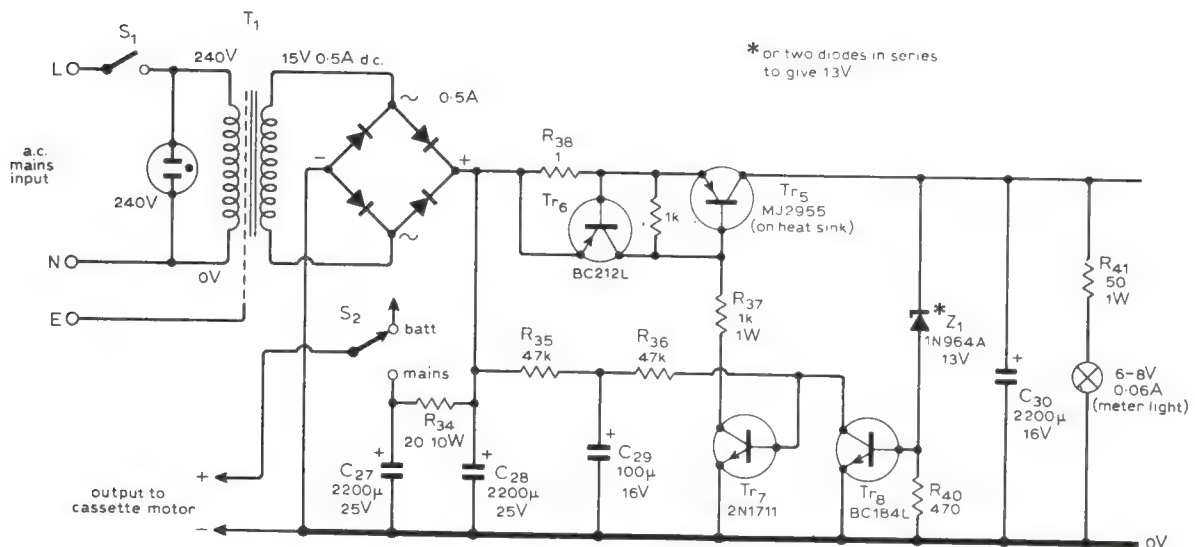 T1
S1
L
240V
15V 0·5A d.c.
* or two diodes in series
to give 13V
0·5A
~
a.c.
mains
input
240V
-
+
R38
1
Tr6
1k
Tr5
MJ2955
(on heat sink)
BC212L
N
0V
E
S2
batt
R37
1k
1W
R41
50
1W
* Z1
1N964A
13V
R35
47k
R36
47k
mains
R34
20 10W
+
C30
2200µ
16V
6-8V
0·06A
(meter light)
+
C27
2200µ
25V
+
C28
2200µ
25V
+
C29
100µ
16V
Tr7
2N1711
Tr8
BC184L
R40
470
+
output to
cassette motor
-
0V
~